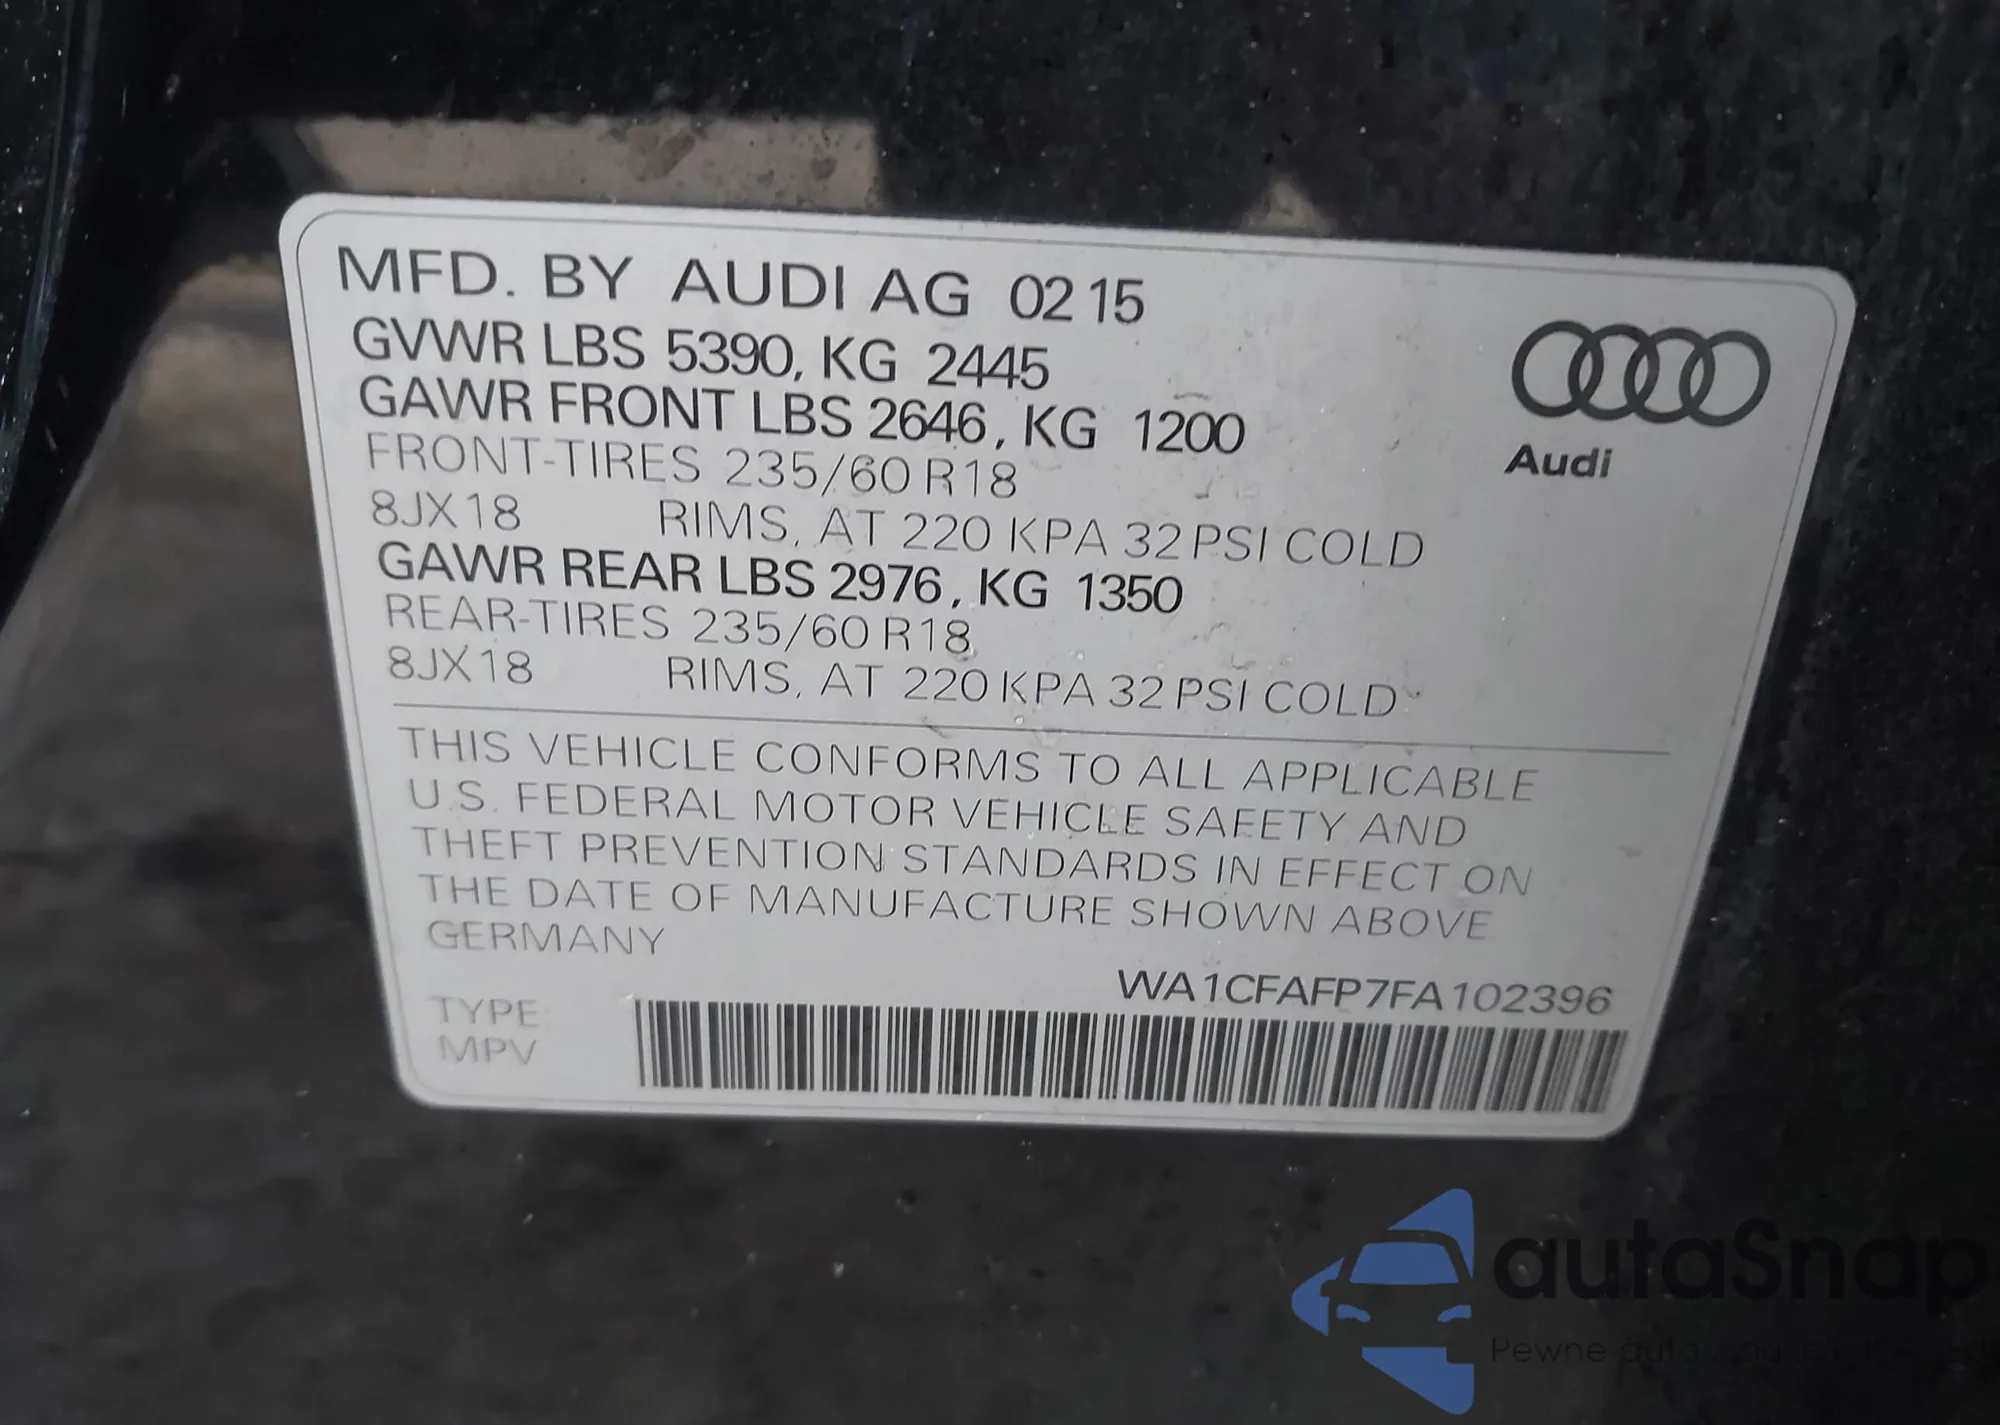 MFD. BY AUDI AG 02 15
GVWR LBS 5390, KG 2445
GAWR FRONT LBS 2646, KG 1200
FRONT-TIRES 235/60 R18
8JX18 RIMS, AT 220 KPA 32 PSI COLD
GAWR REAR LBS 2976, KG 1350
REAR-TIRES 235/60 R18
8JX18 RIMS, AT 220 KPA 32 PSI COLD
Audi
THIS VEHICLE CONFORMS TO ALL APPLICABLE
U.S. FEDERAL MOTOR VEHICLE SAFETY AND
THEFT PREVENTION STANDARDS IN EFFECT ON
THE DATE OF MANUFACTURE SHOWN ABOVE
GERMANY
WA1CFAFP7FA102396
TYPE:
MPV
autaSnap
Pewne auta